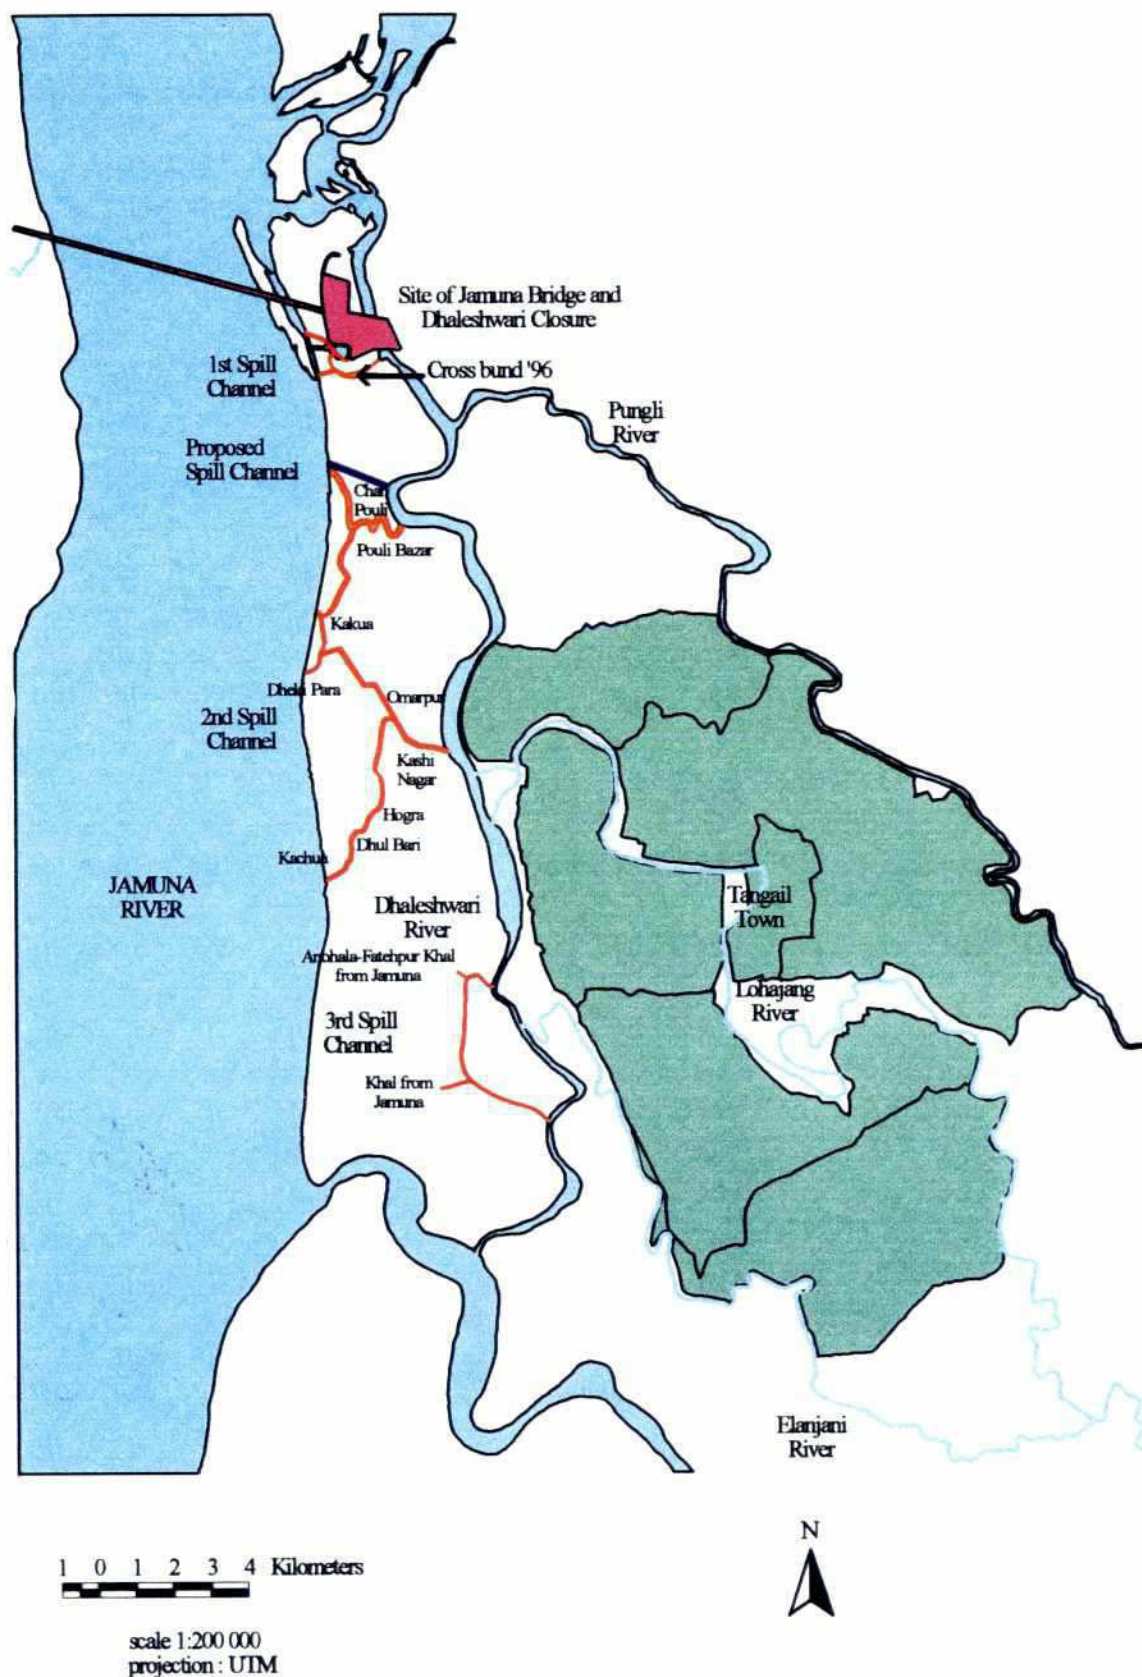 Site of Jamuna Bridge and
Dhaleshwari Closure
1st Spill
Channel
Cross bund '96
Pungli
River
Proposed
Spill Channel
Char
Pouli
Pouli Bazar
Kakua
Dheki Para
Omarpur
2nd Spill
Channel
Kashi
Nagar
Hogra
Dhul Bari
Kachua
JAMUNA
RIVER
Dhaleshwari
River
Tangail
Town
Fatehpur Khal
from Jamuna
Lohajang
River
3rd Spill
Channel
Khal from
Jamuna
Elanjani
River
N
1 0 1 2 3 4 Kilometers
scale 1:200 000
projection : UTM